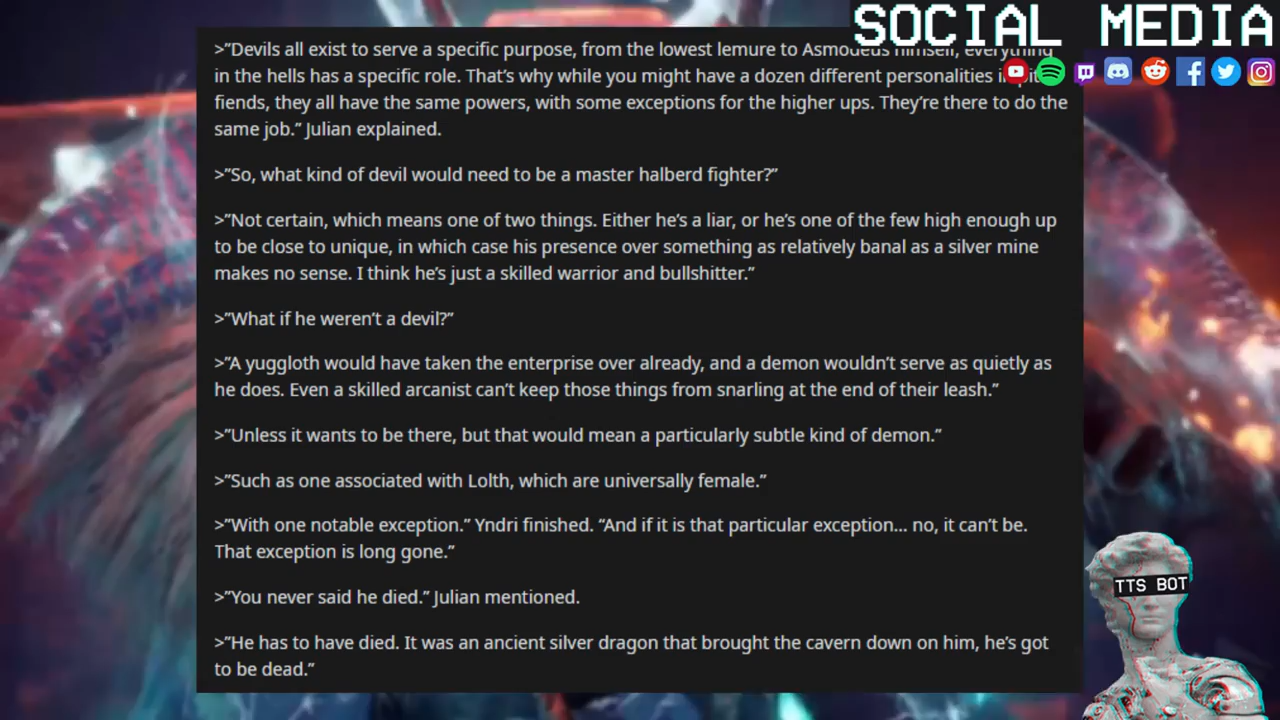 SOCIAL MEDIA
>"Devils all exist to serve a specific purpose, from the lowest lemure to Asmodeus himself, everything
in the hells has a specific role. That's why while you might have a dozen different personalities in
fiends, they all have the same powers, with some exceptions for the higher ups. They're there to do the
same job." Julian explained.
>"So, what kind of devil would need to be a master halberd fighter?"
>"Not certain, which means one of two things. Either he's a liar, or he's one of the few high enough up
to be close to unique, in which case his presence over something as relatively banal as a silver mine
makes no sense. I think he's just a skilled warrior and bullshitter."
>"What if he weren't a devil?"
>"A yuggloth would have taken the enterprise over already, and a demon wouldn't serve as quietly as
he does. Even a skilled arcanist can't keep those things from snarling at the end of their leash."
>"Unless it wants to be there, but that would mean a particularly subtle kind of demon."
>"Such as one associated with Lolth, which are universally female."
>"With one notable exception." Yndri finished. "And if it is that particular exception... no, it can't be.
That exception is long gone."
>"You never said he died." Julian mentioned.
>"He has to have died. It was an ancient silver dragon that brought the cavern down on him, he's got
to be dead."
TTS BOT